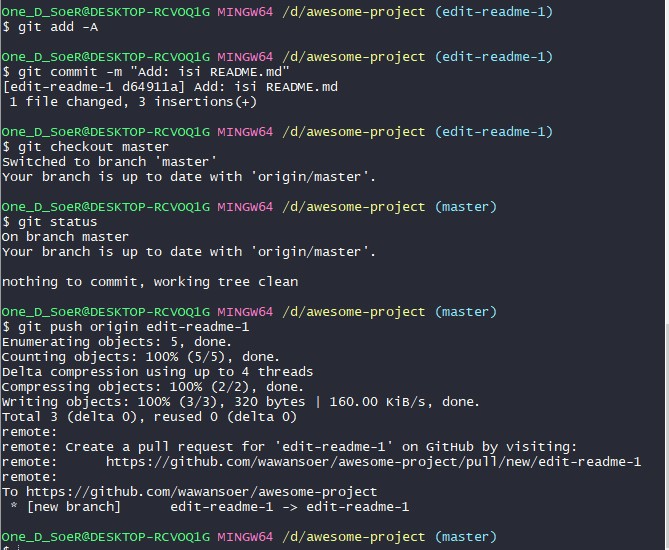 One_D_SoeR@DESKTOP-RCVOQ1G MINGW64 /d/awesome-project (edit-readme-1)
$ git add -A
One_D_SoeR@DESKTOP-RCVOQ1G MINGW64 /d/awesome-project (edit-readme-1)
$ git commit -m "Add: isi README.md"
[edit-readme-1 d64911a] Add: isi README.md
 1 file changed, 3 insertions(+)
One_D_SoeR@DESKTOP-RCVOQ1G MINGW64 /d/awesome-project (edit-readme-1)
$ git checkout master
Switched to branch 'master'
Your branch is up to date with 'origin/master'.
One_D_SoeR@DESKTOP-RCVOQ1G MINGW64 /d/awesome-project (master)
$ git status
On branch master
Your branch is up to date with 'origin/master'.
nothing to commit, working tree clean
One_D_SoeR@DESKTOP-RCVOQ1G MINGW64 /d/awesome-project (master)
$ git push origin edit-readme-1
Enumerating objects: 5, done.
Counting objects: 100% (5/5), done.
Delta compression using up to 4 threads
Compressing objects: 100% (2/2), done.
Writing objects: 100% (3/3), 320 bytes | 160.00 KiB/s, done.
Total 3 (delta 0), reused 0 (delta 0)
remote:
remote: Create a pull request for 'edit-readme-1' on GitHub by visiting:
remote:      https://github.com/wawansoer/awesome-project/pull/new/edit-readme-1
remote:
To https://github.com/wawansoer/awesome-project
 * [new branch]      edit-readme-1 -> edit-readme-1
One_D_SoeR@DESKTOP-RCVOQ1G MINGW64 /d/awesome-project (master)
$